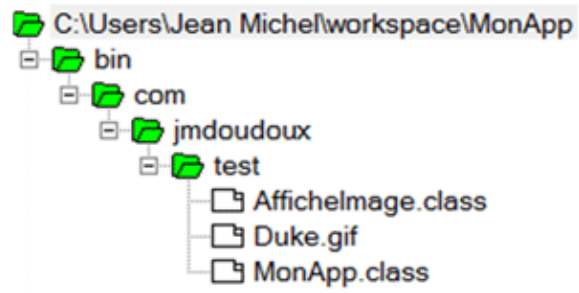 C:\Users\Jean Michel\workspace\MonApp
bin
com
jmdoudoux
test
AfficheImage.class
Duke.gif
MonApp.class